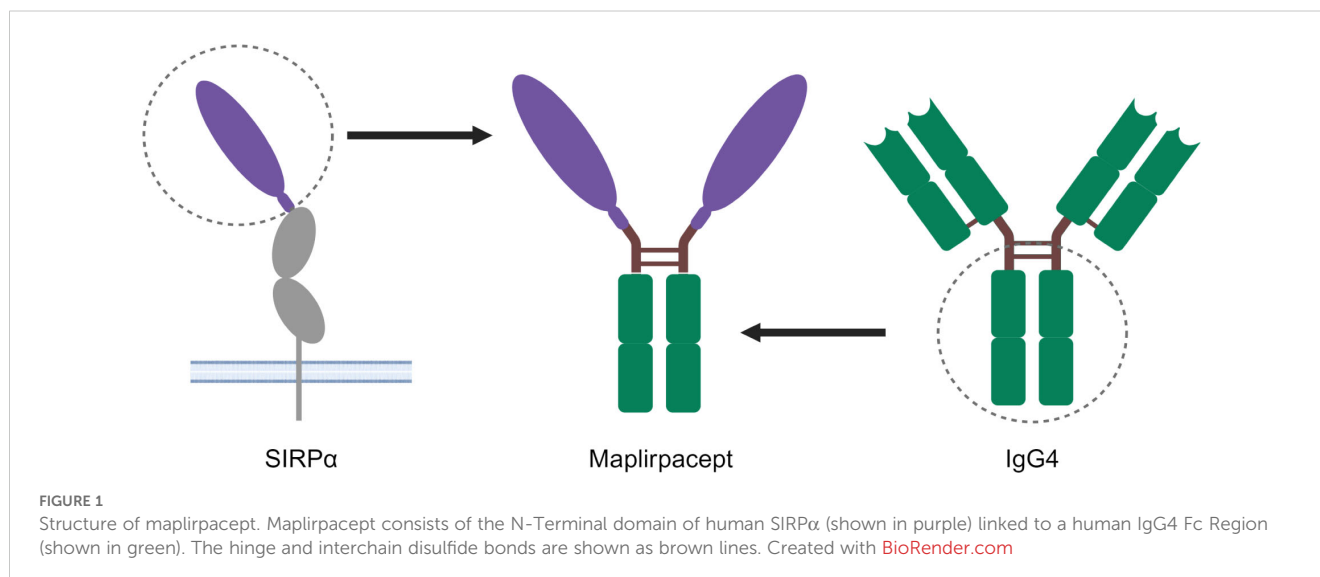 SIRPα
Maplirpacept
IgG4
FIGURE 1
Structure of maplirpacept. Maplirpacept consists of the N-Terminal domain of human SIRPα (shown in purple) linked to a human IgG4 Fc Region
(shown in green). The hinge and interchain disulfide bonds are shown as brown lines. Created with BioRender.com